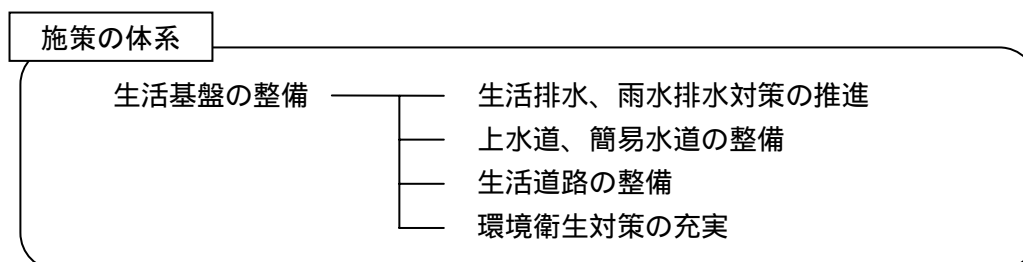 施策の体系
生活基盤の整備 生活排水、雨水排水対策の推進
上水道、簡易水道の整備
生活道路の整備
環境衛生対策の充実